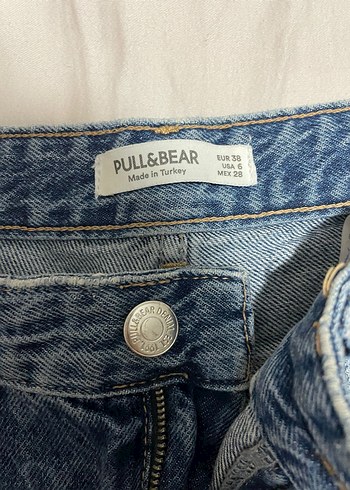 PULL&BEAR
Made in Turkey
EUR 38
USA 6
MEX 28
PULL&BEAR DENIM